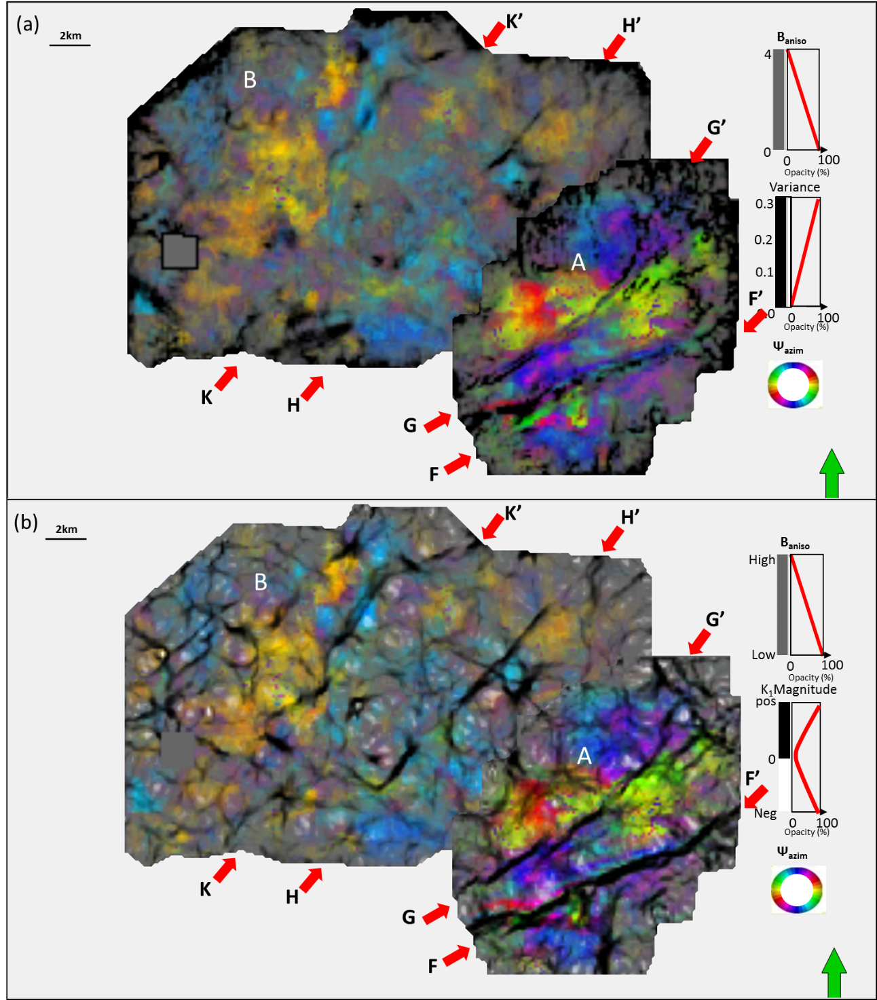 (a)
2km
K’
H’
B
G’
A
F’
K
H
G
F
Baniso
4
0
0 100
Opacity (%)
Variance
0.3
0.2
0.1
0
0 100
Opacity (%)
Ψazim
(b)
2km
K’
H’
B
G’
A
F’
K
H
G
F
Baniso
High
Low
0 100
Opacity (%)
K1Magnitude
pos
0
Neg
0 100
Opacity (%)
Ψazim